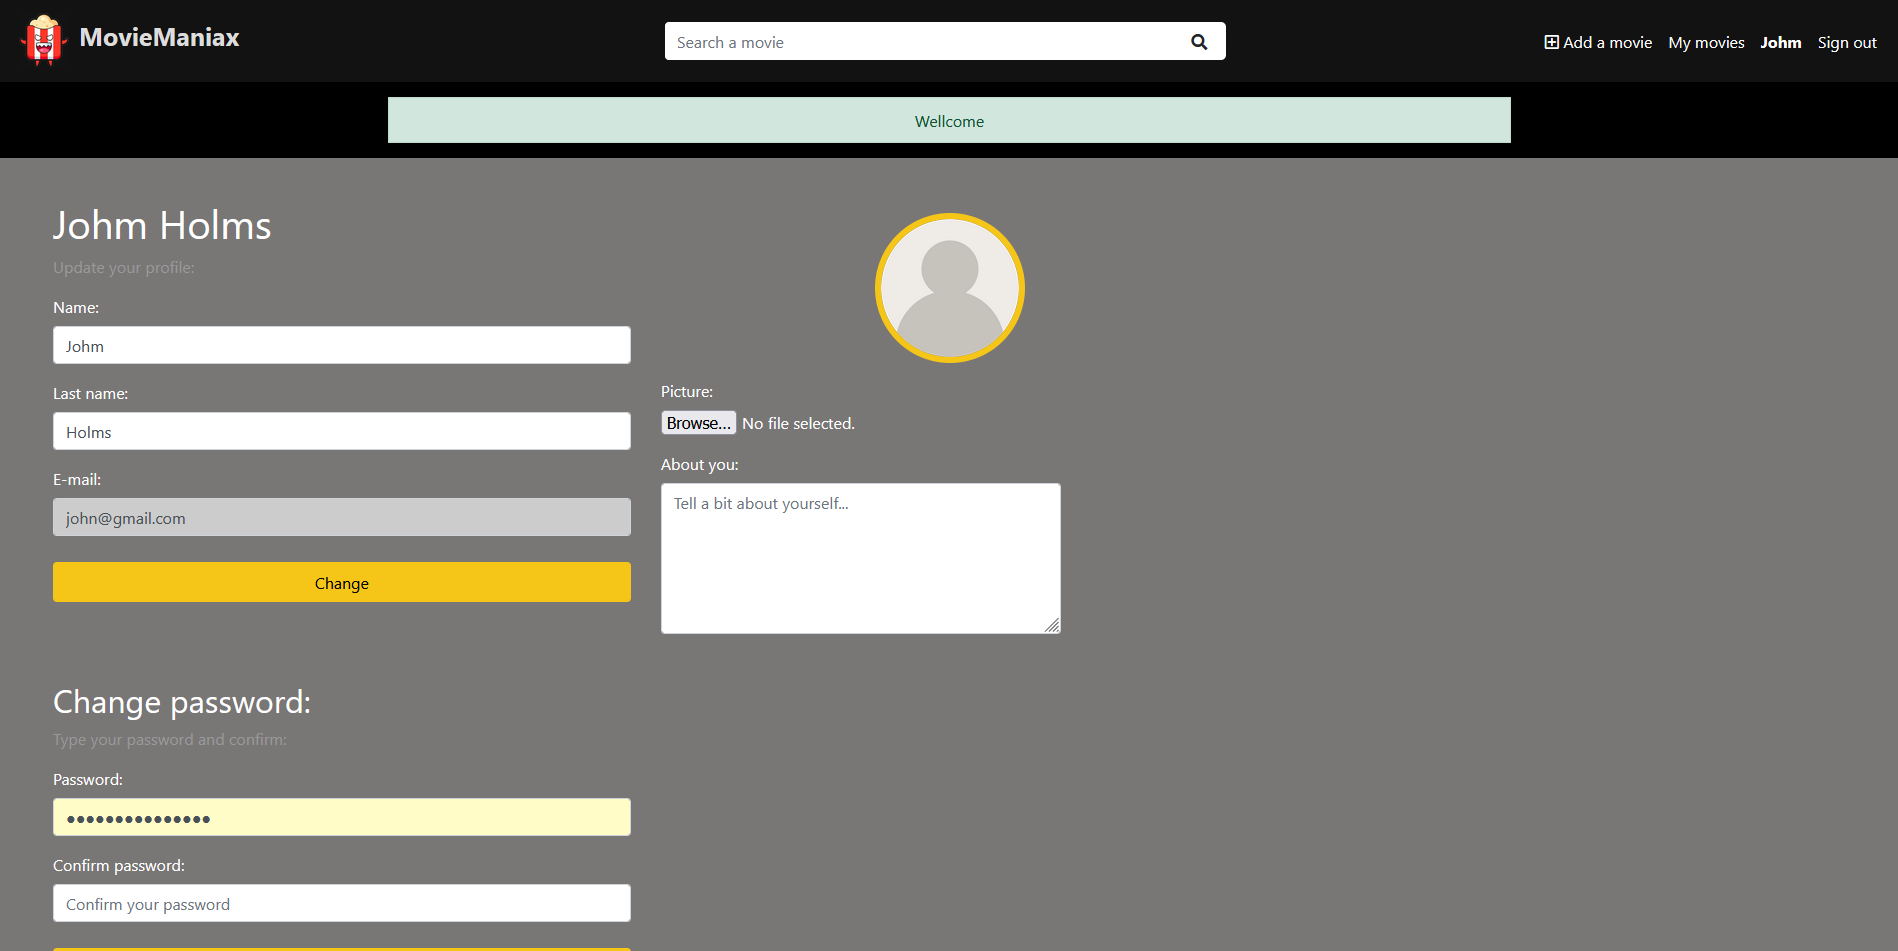 MovieManiax
Search a movie
Add a movie My movies Johm Sign out
Wellcome
Johm Holms
Update your profile:
Name:
Johm
Last name:
Holms
E-mail:
john@gmail.com
Change
Picture:
Browse... No file selected.
About you:
Tell a bit about yourself...
Change password:
Type your password and confirm:
Password:
●●●●●●●●●●●●●●●
Confirm password:
Confirm your password